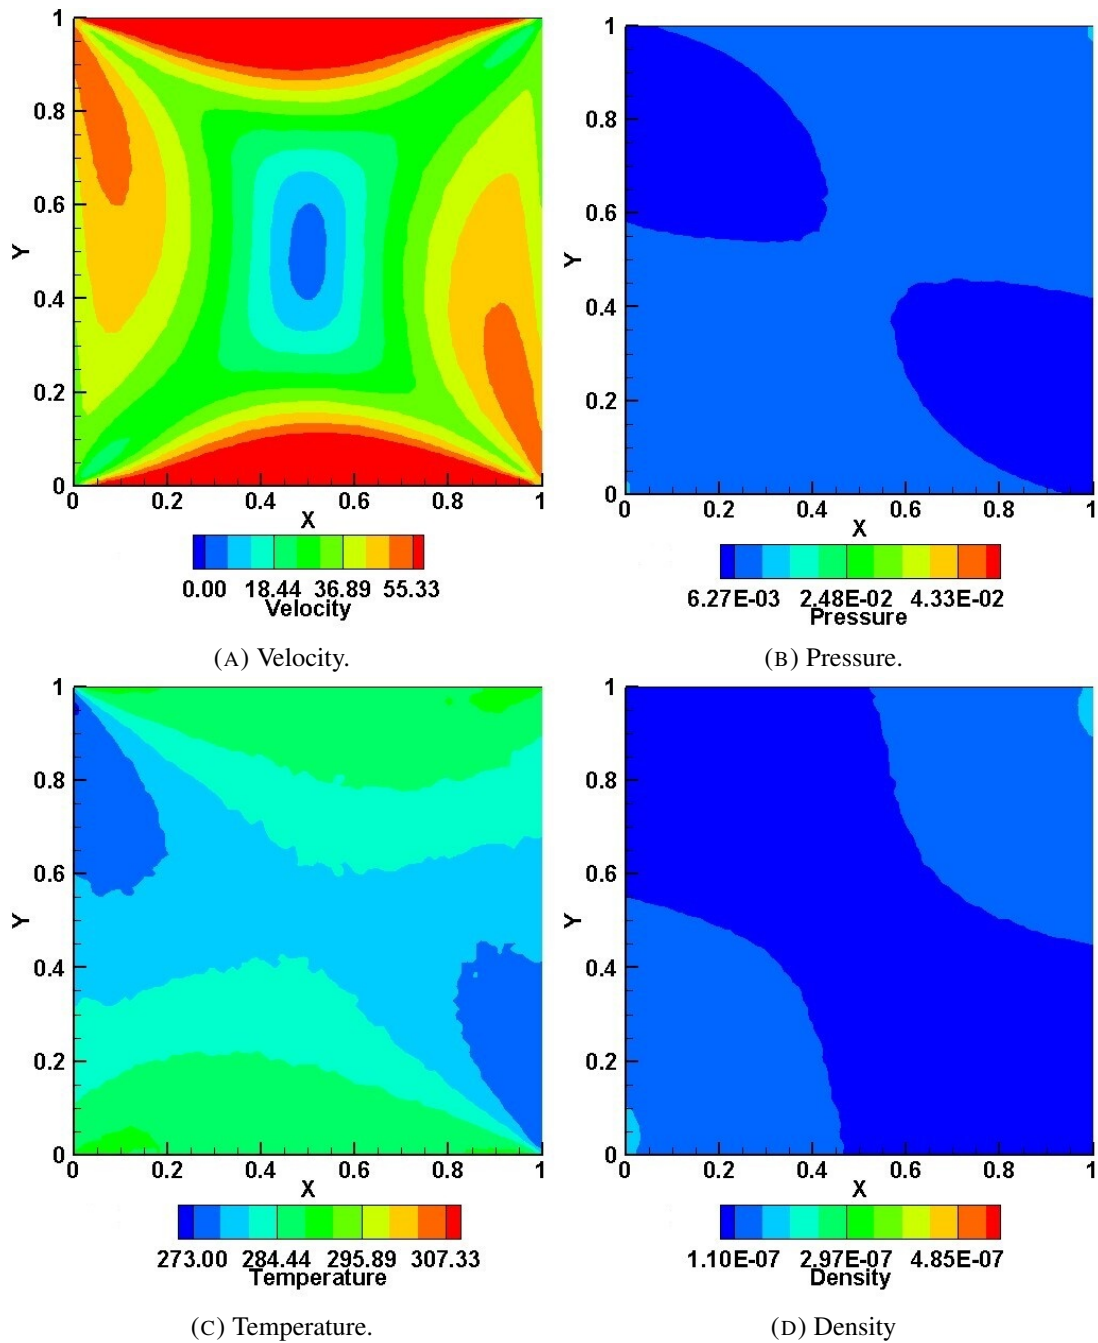 1
0.8
0.6
Y
0.4
0.2
0
0 0.2 0.4 0.6 0.8 1
X
0.00 18.44 36.89 55.33
Velocity
(A) Velocity.
1
0.8
0.6
Y
0.4
0.2
0
0 0.2 0.4 0.6 0.8 1
X
6.27E-03 2.48E-02 4.33E-02
Pressure
(B) Pressure.
1
0.8
0.6
Y
0.4
0.2
0
0 0.2 0.4 0.6 0.8 1
X
273.00 284.44 295.89 307.33
Temperature
(C) Temperature.
1
0.8
0.6
Y
0.4
0.2
1
0 0.2 0.4 0.6 0.8 1
X
1.10E-07 2.97E-07 4.85E-07
Density
(D) Density